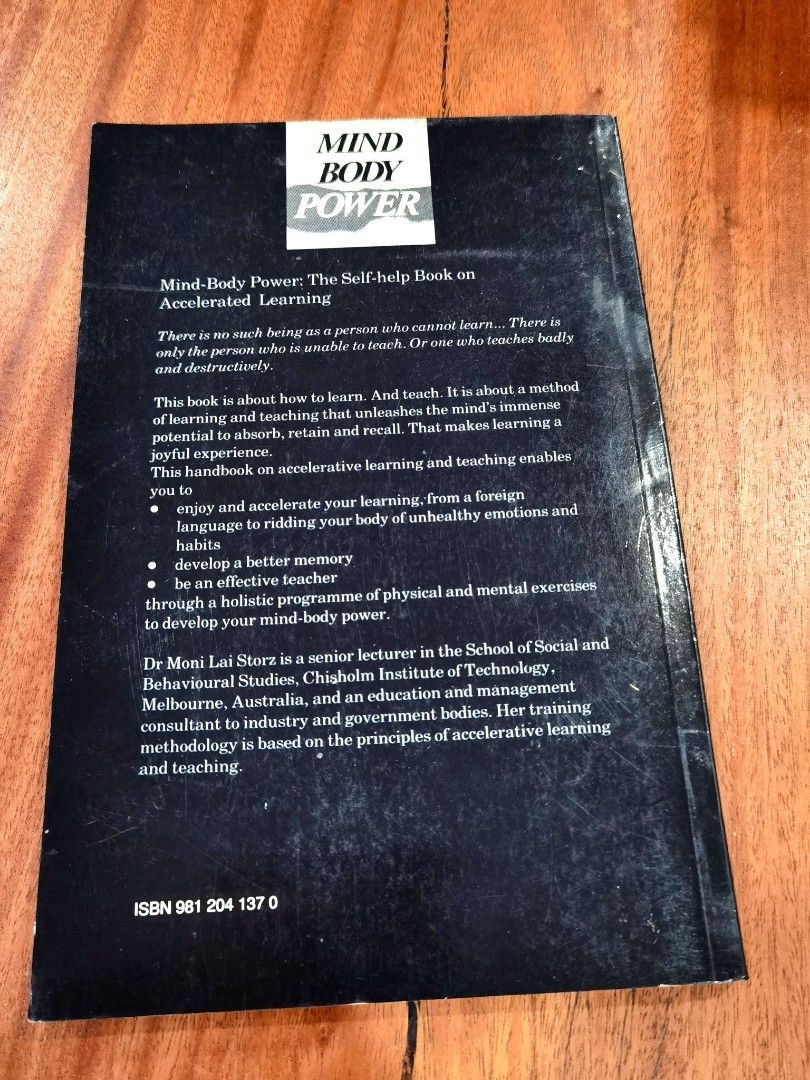 MIND
BODY
POWER
Mind-Body Power: The Self-help Book on
Accelerated Learning
There is no such being as a person who cannot learn... There is
only the person who is unable to teach. Or one who teaches badly
and destructively.
This book is about how to learn. And teach. It is about a method
of learning and teaching that unleashes the mind's immense
potential to absorb, retain and recall. That makes learning a
joyful experience.
This handbook on accelerative learning and teaching enables
you to
● enjoy and accelerate your learning, from a foreign
language to ridding your body of unhealthy emotions and
habits
● develop a better memory
● be an effective teacher
through a holistic programme of physical and mental exercises
to develop your mind-body power.
Dr Moni Lai Storz is a senior lecturer in the School of Social and
Behavioural Studies, Chisholm Institute of Technology,
Melbourne, Australia, and an education and management
consultant to industry and government bodies. Her training
methodology is based on the principles of accelerative learning
and teaching.
ISBN 981 204 137 0